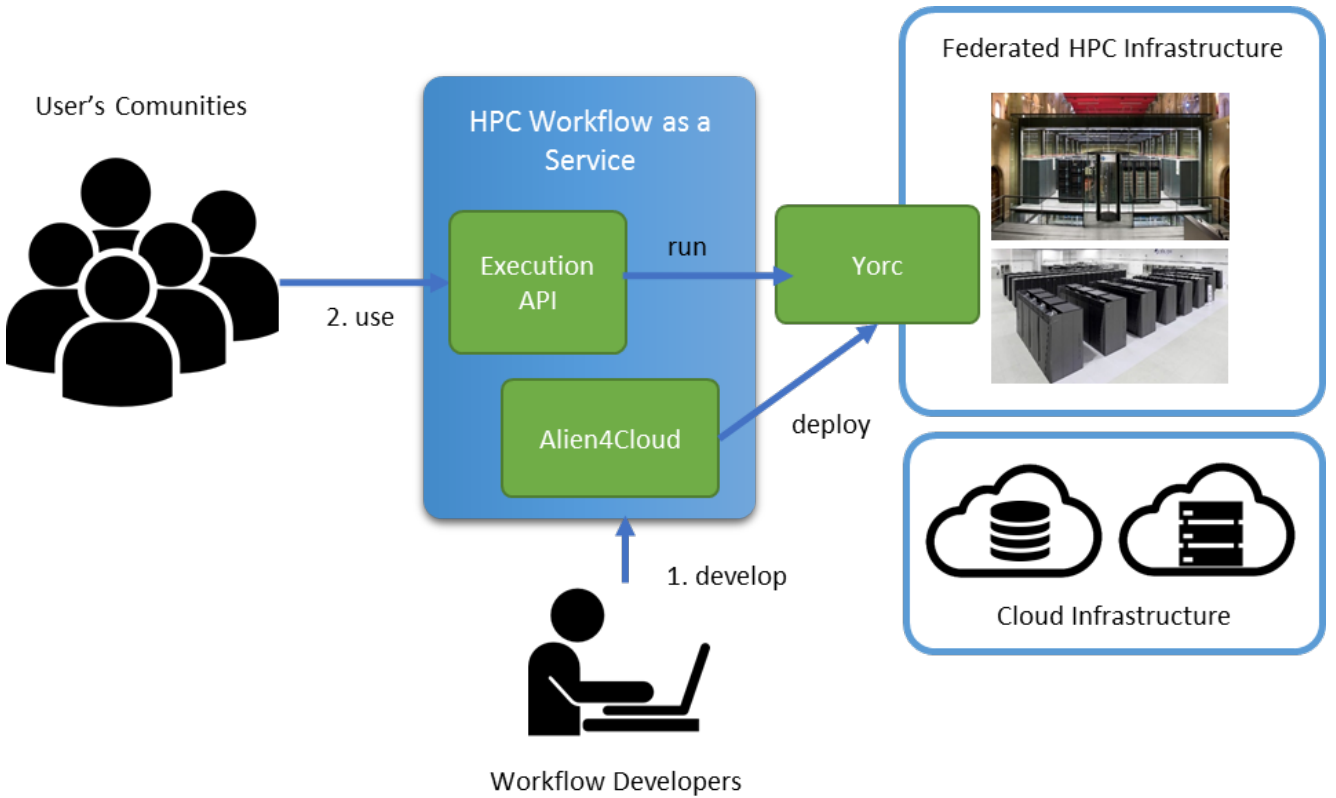 Federated HPC Infrastructure
User's Comunities
HPC Workflow as a
Service
Execution
API
run
Yorc
2. use
Alien4Cloud
deploy
1. develop
Cloud Infrastructure
Workflow Developers